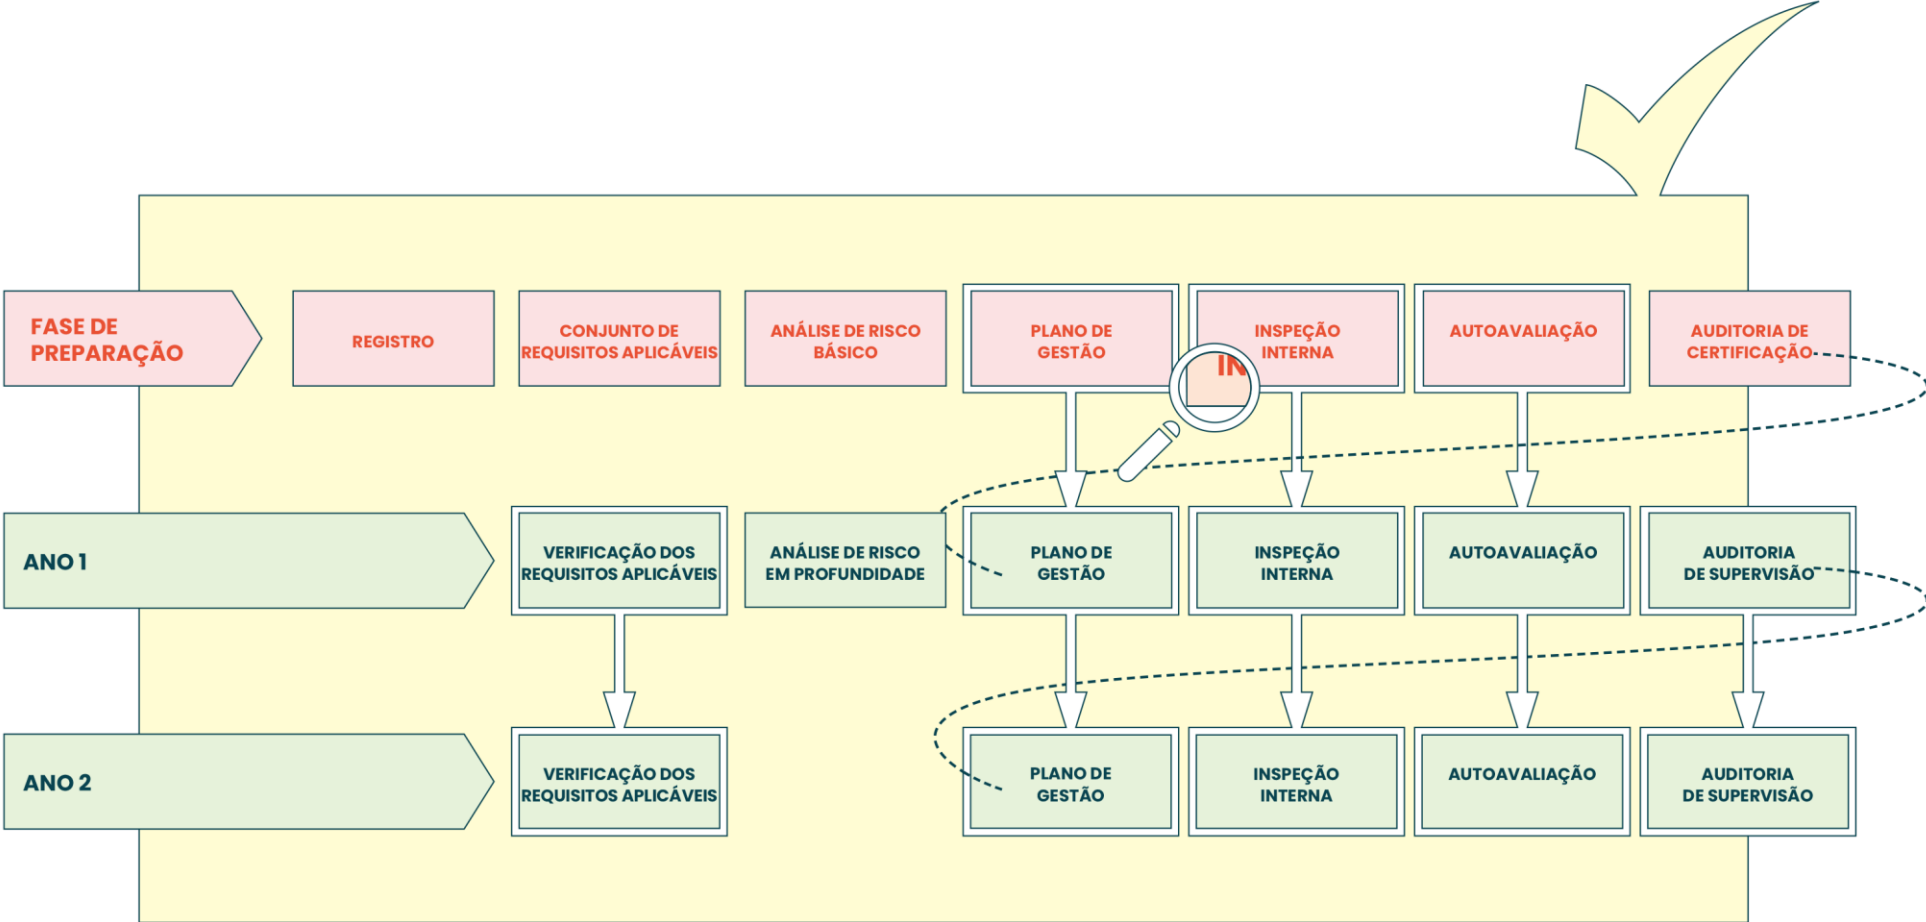 FASE DE
PREPARAÇÃO
REGISTRO
CONJUNTO DE
REQUISITOS APLICÁVEIS
ANÁLISE DE RISCO
BÁSICO
PLANO DE
GESTÃO
INSPEÇÃO
INTERNA
IN
AUTOAVALIAÇÃO
AUDITORIA DE
CERTIFICAÇÃO
ANO 1
VERIFICAÇÃO DOS
REQUISITOS APLICÁVEIS
ANÁLISE DE RISCO
EM PROFUNDIDADE
PLANO DE
GESTÃO
INSPEÇÃO
INTERNA
AUTOAVALIAÇÃO
AUDITORIA
DE SUPERVISÃO
ANO 2
VERIFICAÇÃO DOS
REQUISITOS APLICÁVEIS
PLANO DE
GESTÃO
INSPEÇÃO
INTERNA
AUTOAVALIAÇÃO
AUDITORIA
DE SUPERVISÃO